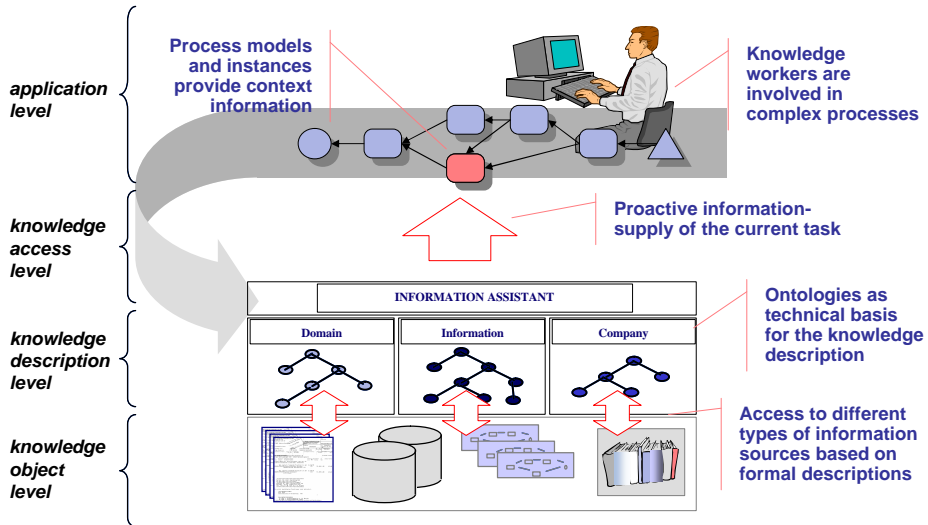 application
level
Process models
and instances
provide context
information
Knowledge
workers are
involved in
complex processes
knowledge
access
level
Proactive information-
supply of the current task
INFORMATION ASSISTANT
Ontologies as
technical basis
for the knowledge
description
knowledge
description
level
Domain
Information
Company
knowledge
object
level
Access to different
types of information
sources based on
formal descriptions